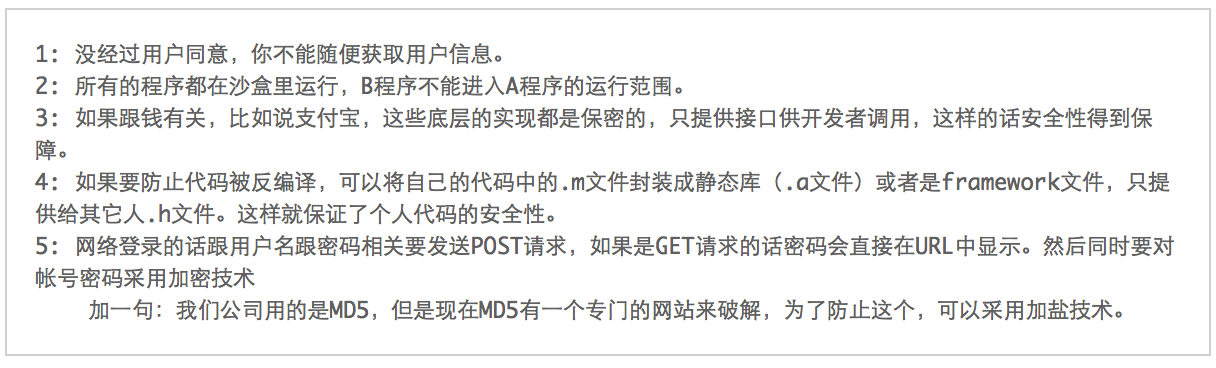 1: 没经过用户同意，你不能随便获取用户信息。
2: 所有的程序都在沙盒里运行，B程序不能进入A程序的运行范围。
3: 如果跟钱有关，比如说支付宝，这些底层的实现都是保密的，只提供接口供开发者调用，这样的话安全性得到保
障。
4: 如果要防止代码被反编译，可以将自己的代码中的.m文件封装成静态库（.a文件）或者是framework文件，只提
供给其它人.h文件。这样就保证了个人代码的安全性。
5: 网络登录的话跟用户名跟密码相关要发送POST请求，如果是GET请求的话密码会直接在URL中显示。然后同时要对
帐号密码采用加密技术
加一句：我们公司用的是MD5，但是现在MD5有一个专门的网站来破解，为了防止这个，可以采用加盐技术。